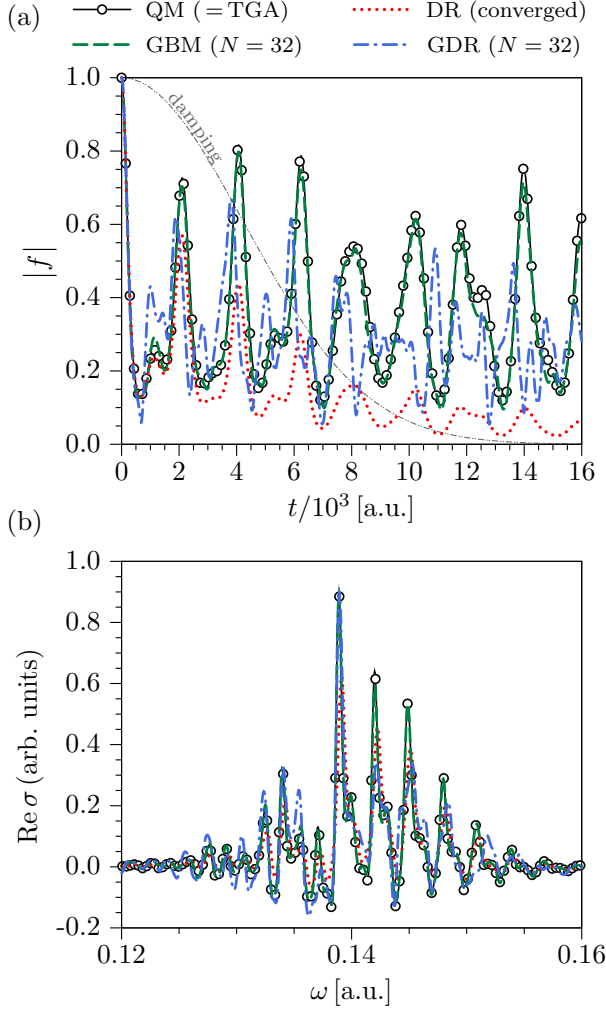 (a)
QM (=TGA) DR (converged)
GBM (N = 32) GDR (N = 32)
1.0
0.8
0.6
0.4
0.2
0.0
|f|
damping
0 2 4 6 8 10 12 14 16
t/10³ [a.u.]
(b)
1.0
0.8
0.6
0.4
0.2
0.0
-0.2
Re σ (arb. units)
0.12 0.14 0.16
ω [a.u.]